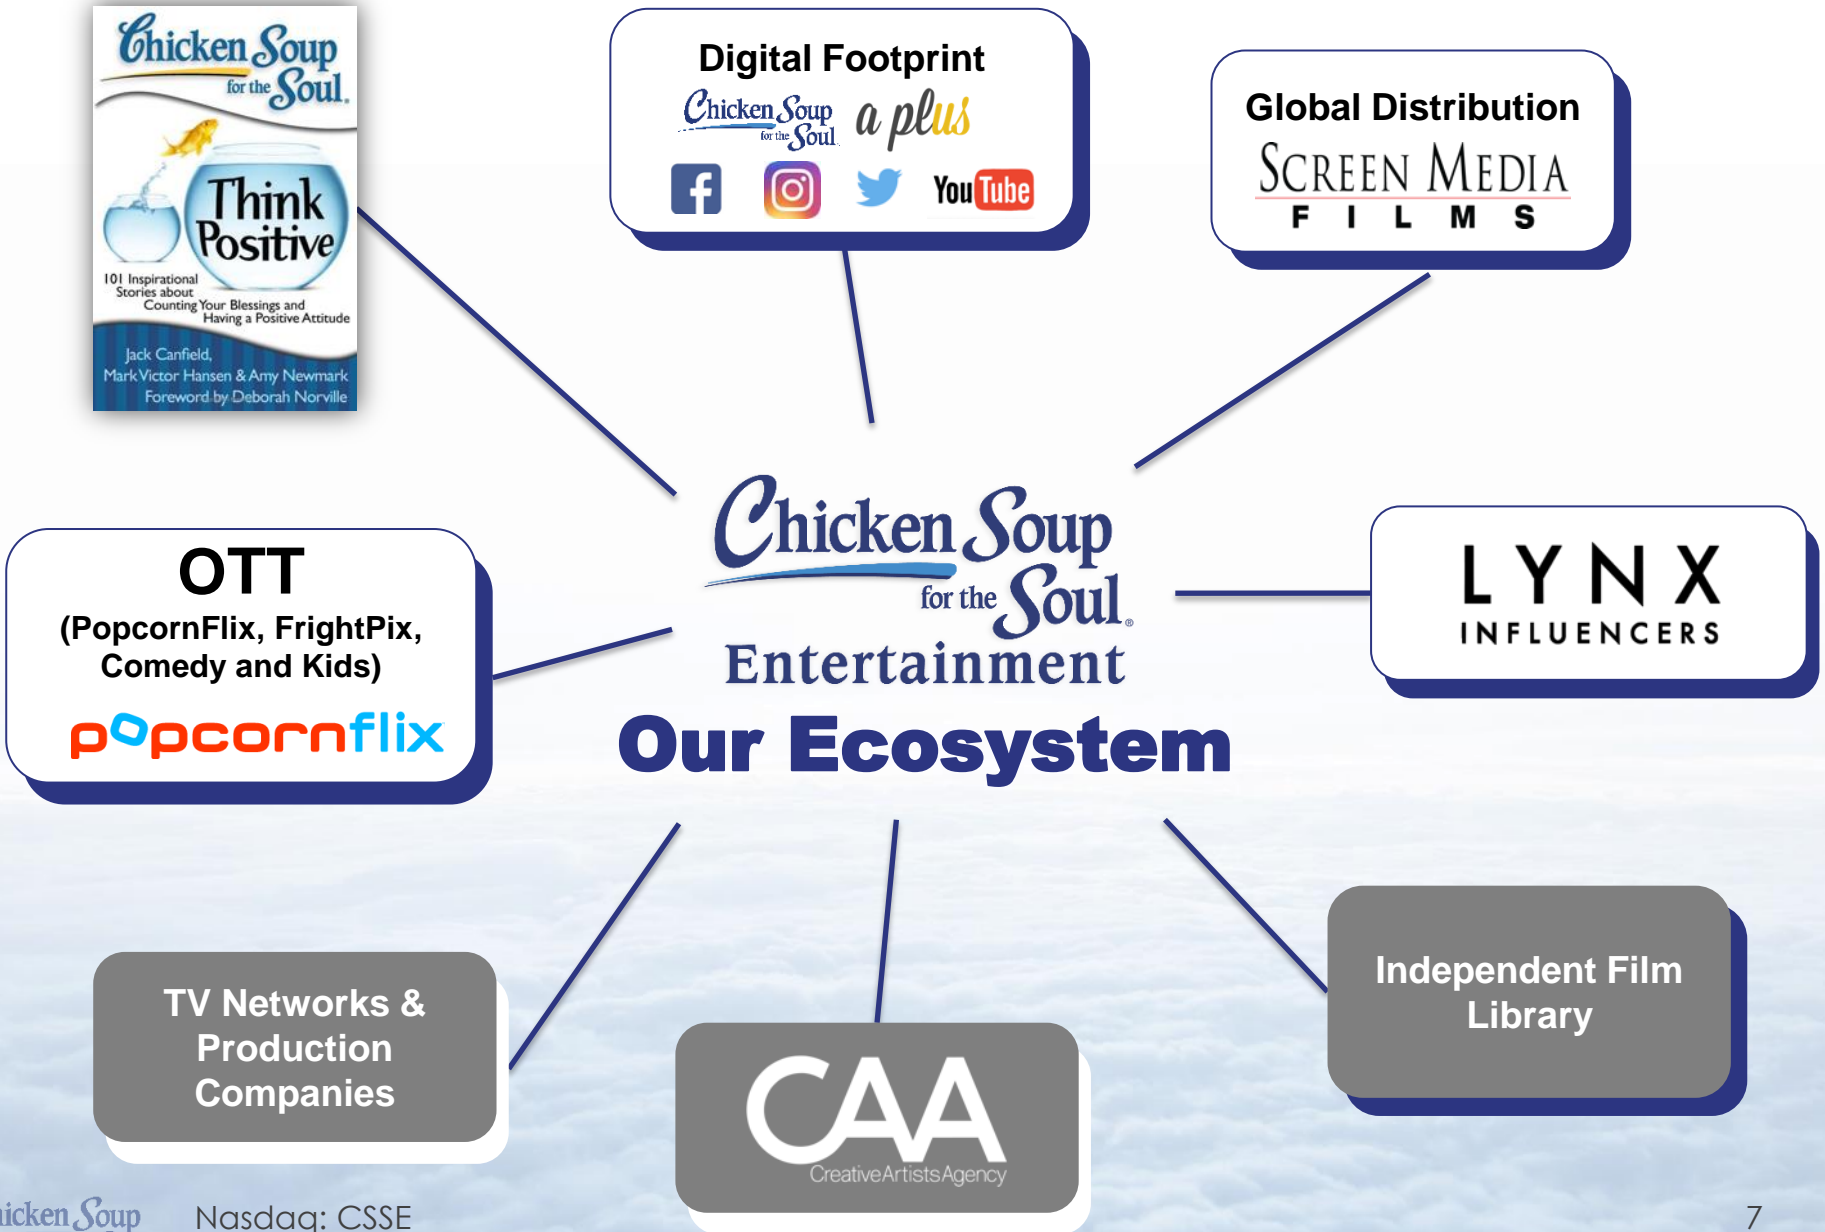 Chicken Soup
for the Soul®
Think
Positive
101 Inspirational
Stories about
Counting Your Blessings and
Having a Positive Attitude
Jack Canfield,
Mark Victor Hansen & Amy Newmark
Foreword by Deborah Norville
Digital Footprint
Chicken Soup
for the Soul
a plus
f
YouTube
Global Distribution
SCREEN MEDIA
FILMS
Chicken Soup
for the Soul®
Entertainment
Our Ecosystem
OTT
(PopcornFlix, FrightPix,
Comedy and Kids)
popcornflix
LYNX
INFLUENCERS
TV Networks &
Production
Companies
CAA
CreativeArtistsAgency
Independent Film
Library
Soup
Nasdaq: CSSE
7